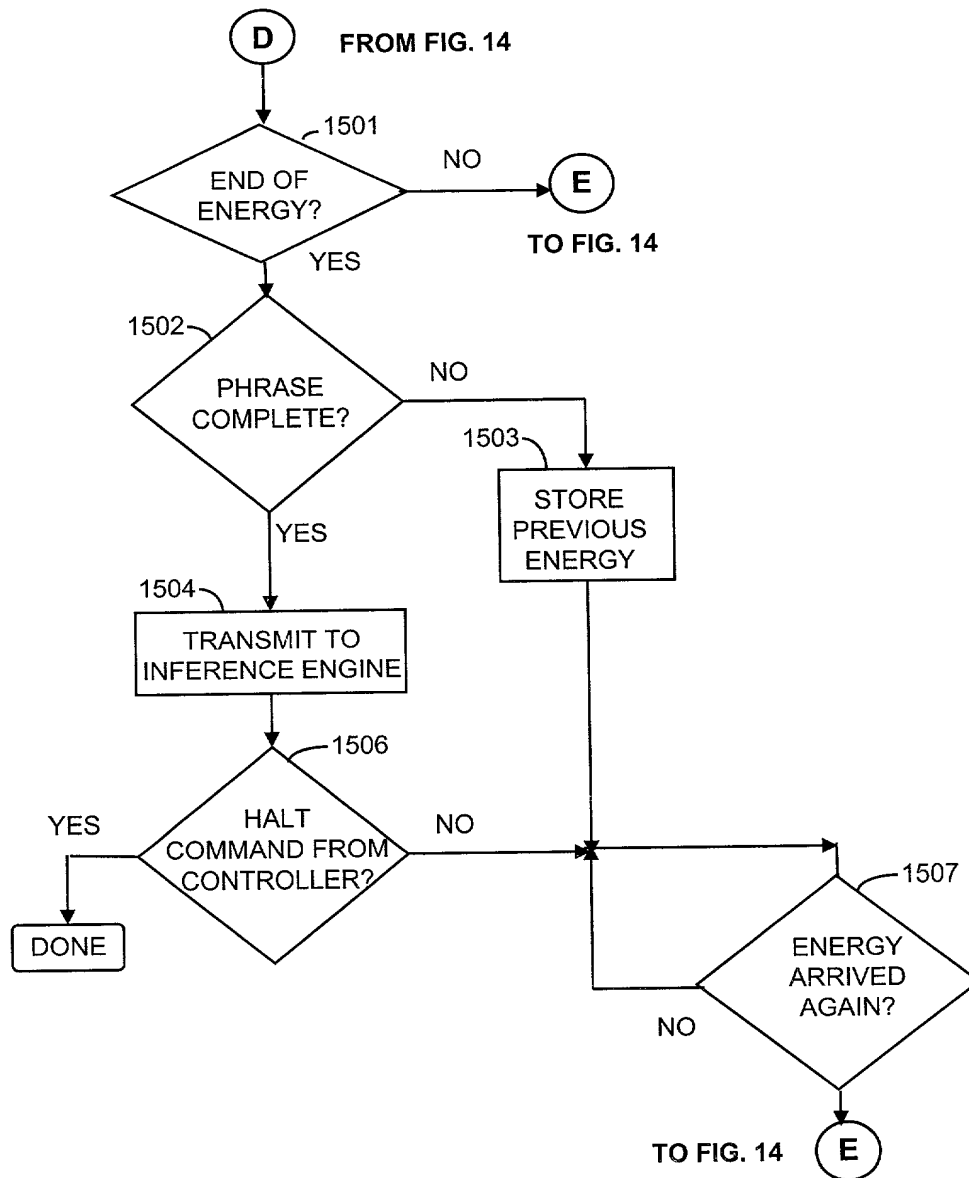 D
FROM FIG. 14
1501
END OF
ENERGY?
NO
E
TO FIG. 14
YES
1502
PHRASE
COMPLETE?
NO
1503
STORE
PREVIOUS
ENERGY
YES
1504
TRANSMIT TO
INFERENCE ENGINE
1506
HALT
COMMAND FROM
CONTROLLER?
YES
NO
DONE
1507
ENERGY
ARRIVED
AGAIN?
NO
TO FIG. 14
E